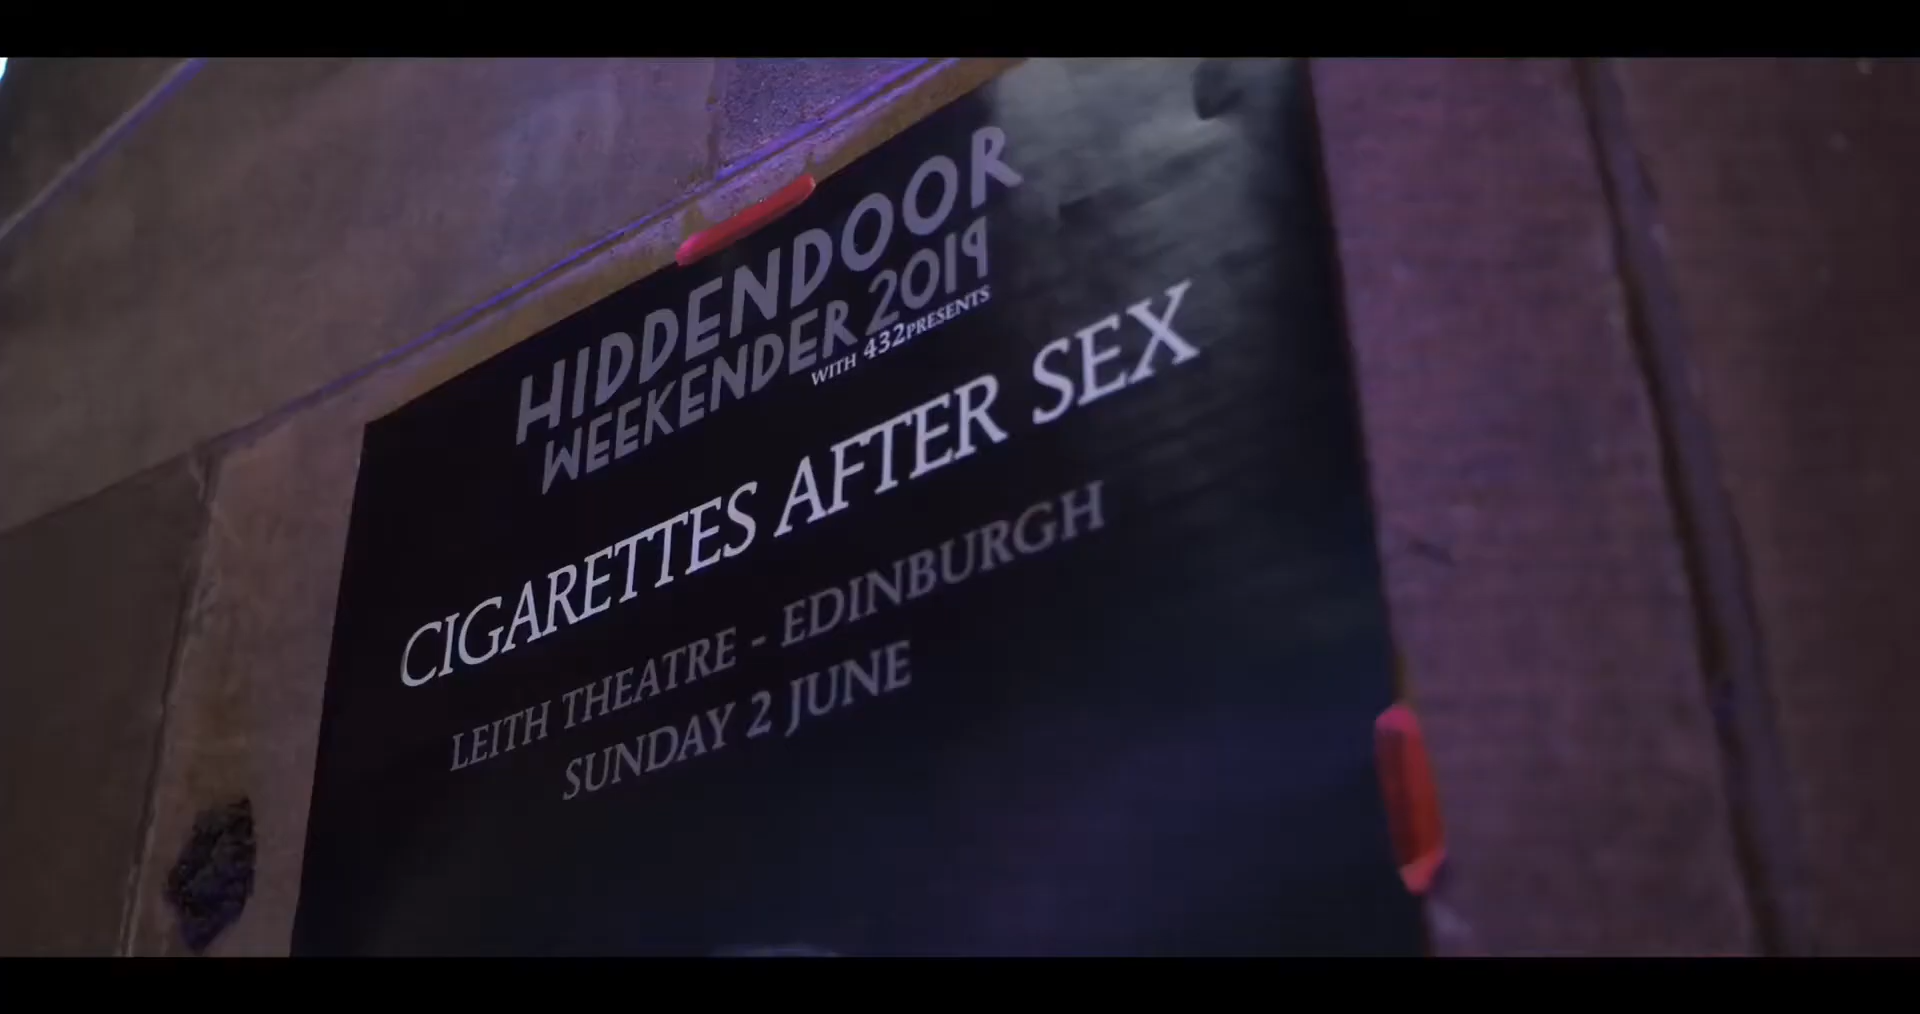 HIDDENDOOR
WEEKENDER 2019
WITH 432PRESENTS
CIGARETTES AFTER SEX
LEITH THEATRE - EDINBURGH
SUNDAY 2 JUNE